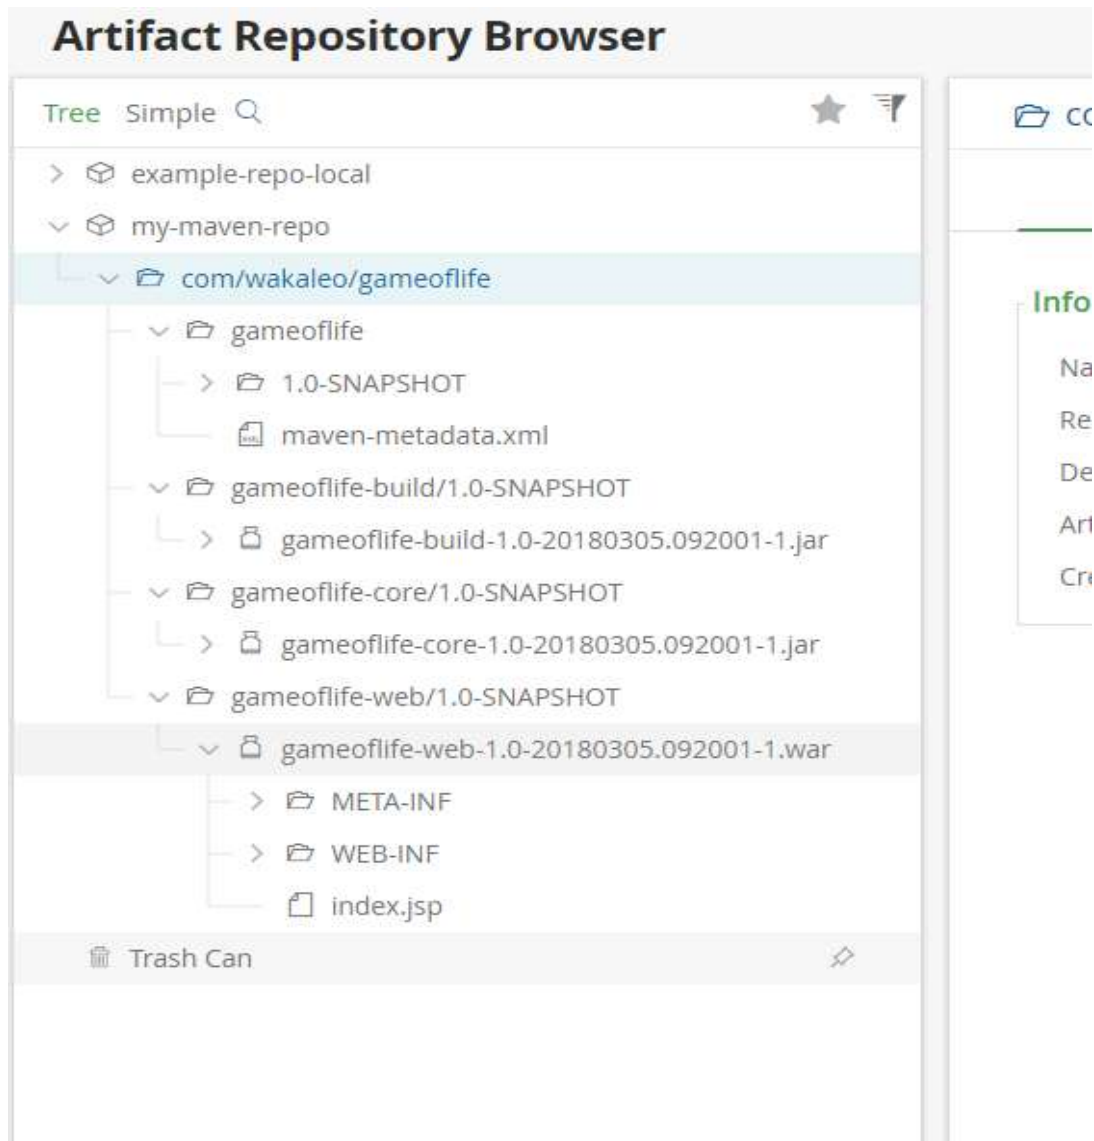 Artifact Repository Browser
Tree Simple
example-repo-local
my-maven-repo
com/wakaleo/gameoflife
gameoflife
1.0-SNAPSHOT
maven-metadata.xml
gameoflife-build/1.0-SNAPSHOT
gameoflife-build-1.0-20180305.092001-1.jar
gameoflife-core/1.0-SNAPSHOT
gameoflife-core-1.0-20180305.092001-1.jar
gameoflife-web/1.0-SNAPSHOT
gameoflife-web-1.0-20180305.092001-1.war
META-INF
WEB-INF
index.jsp
Trash Can
Info